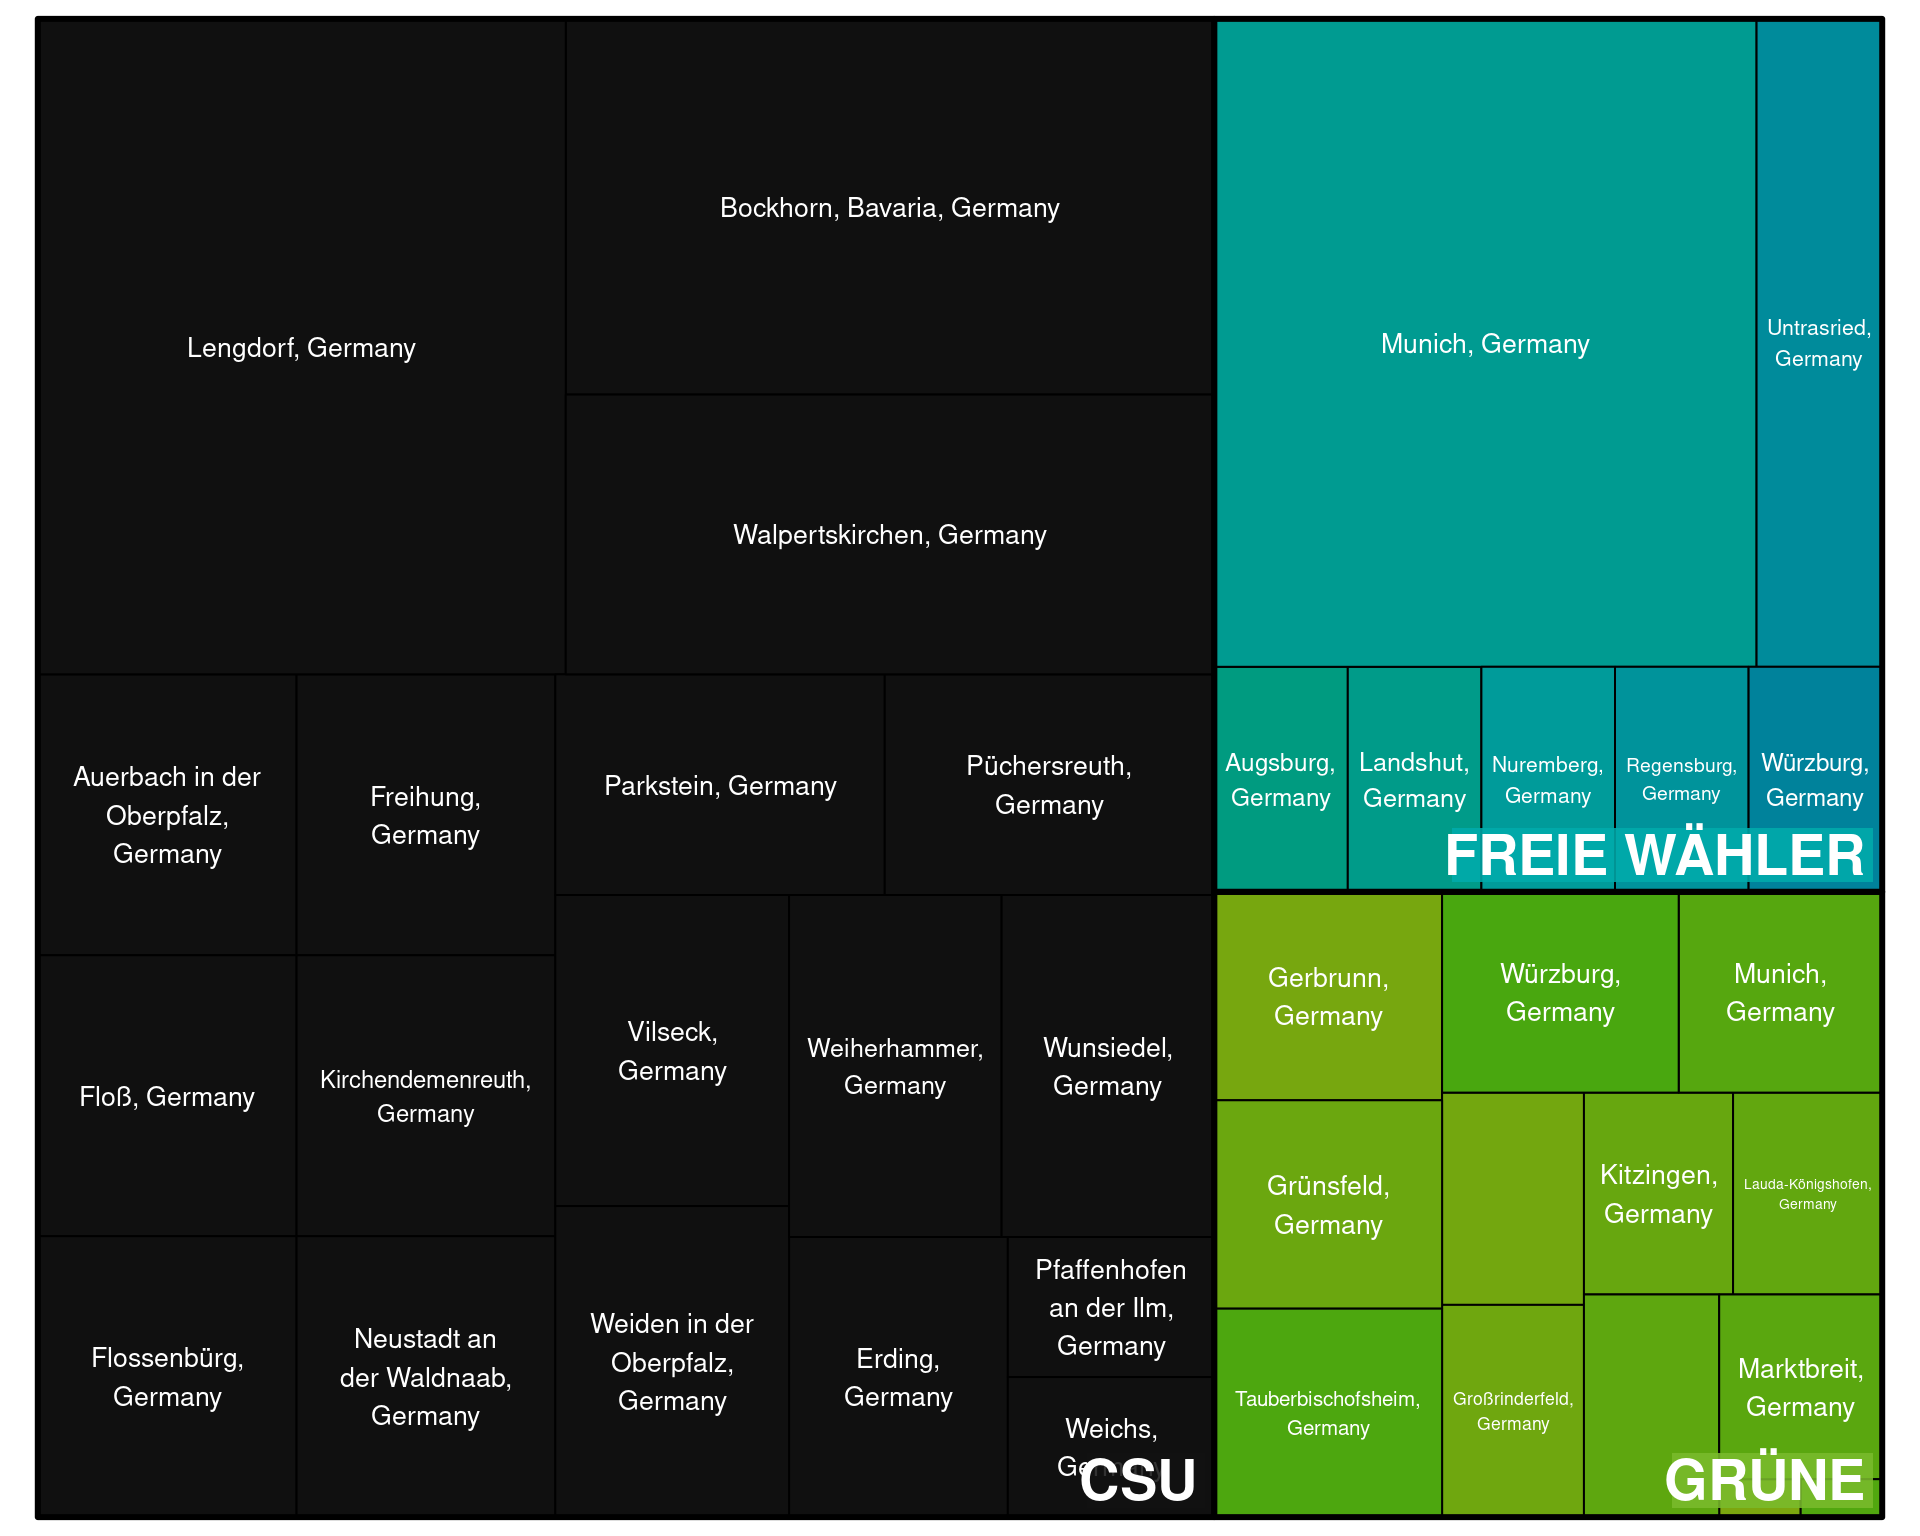 Lengdorf, Germany
Bockhorn, Bavaria, Germany
Walpertskirchen, Germany
Auerbach in der
Oberpfalz,
Germany
Freihung,
Germany
Parkstein, Germany
Püchersreuth,
Germany
Floß, Germany
Kirchendemenreuth,
Germany
Vilseck,
Germany
Weiherhammer,
Germany
Wunsiedel,
Germany
Flossenbürg,
Germany
Neustadt an
der Waldnaab,
Germany
Weiden in der
Oberpfalz,
Germany
Erding,
Germany
Pfaffenhofen
an der Ilm,
Germany
Weichs,
Germany
CSU
Munich, Germany
Untrasried,
Germany
Augsburg,
Germany
Landshut,
Germany
Nuremberg,
Germany
Regensburg,
Germany
Würzburg,
Germany
FREIE WÄHLER
Gerbrunn,
Germany
Würzburg,
Germany
Munich,
Germany
Grünsfeld,
Germany
Kitzingen,
Germany
Lauda-Königshofen,
Germany
Tauberbischofsheim,
Germany
Großrinderfeld,
Germany
Marktbreit,
Germany
GRÜNE